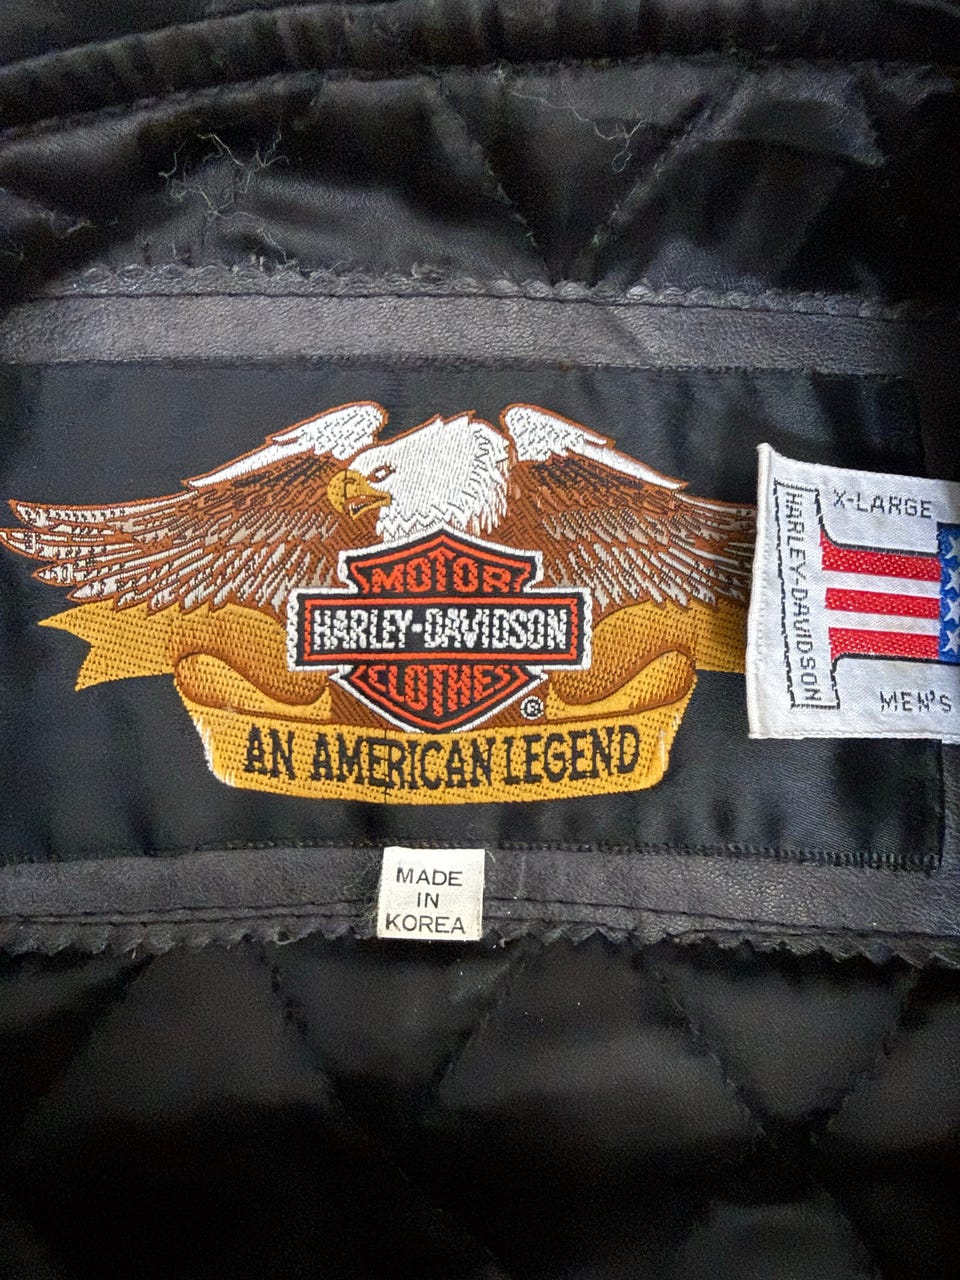 MOTOR
HARLEY-DAVIDSON
CLOTHES
®
AN AMERICAN LEGEND
X-LARGE
HARLEY-DAVIDSON
MEN'S
MADE
IN
KOREA